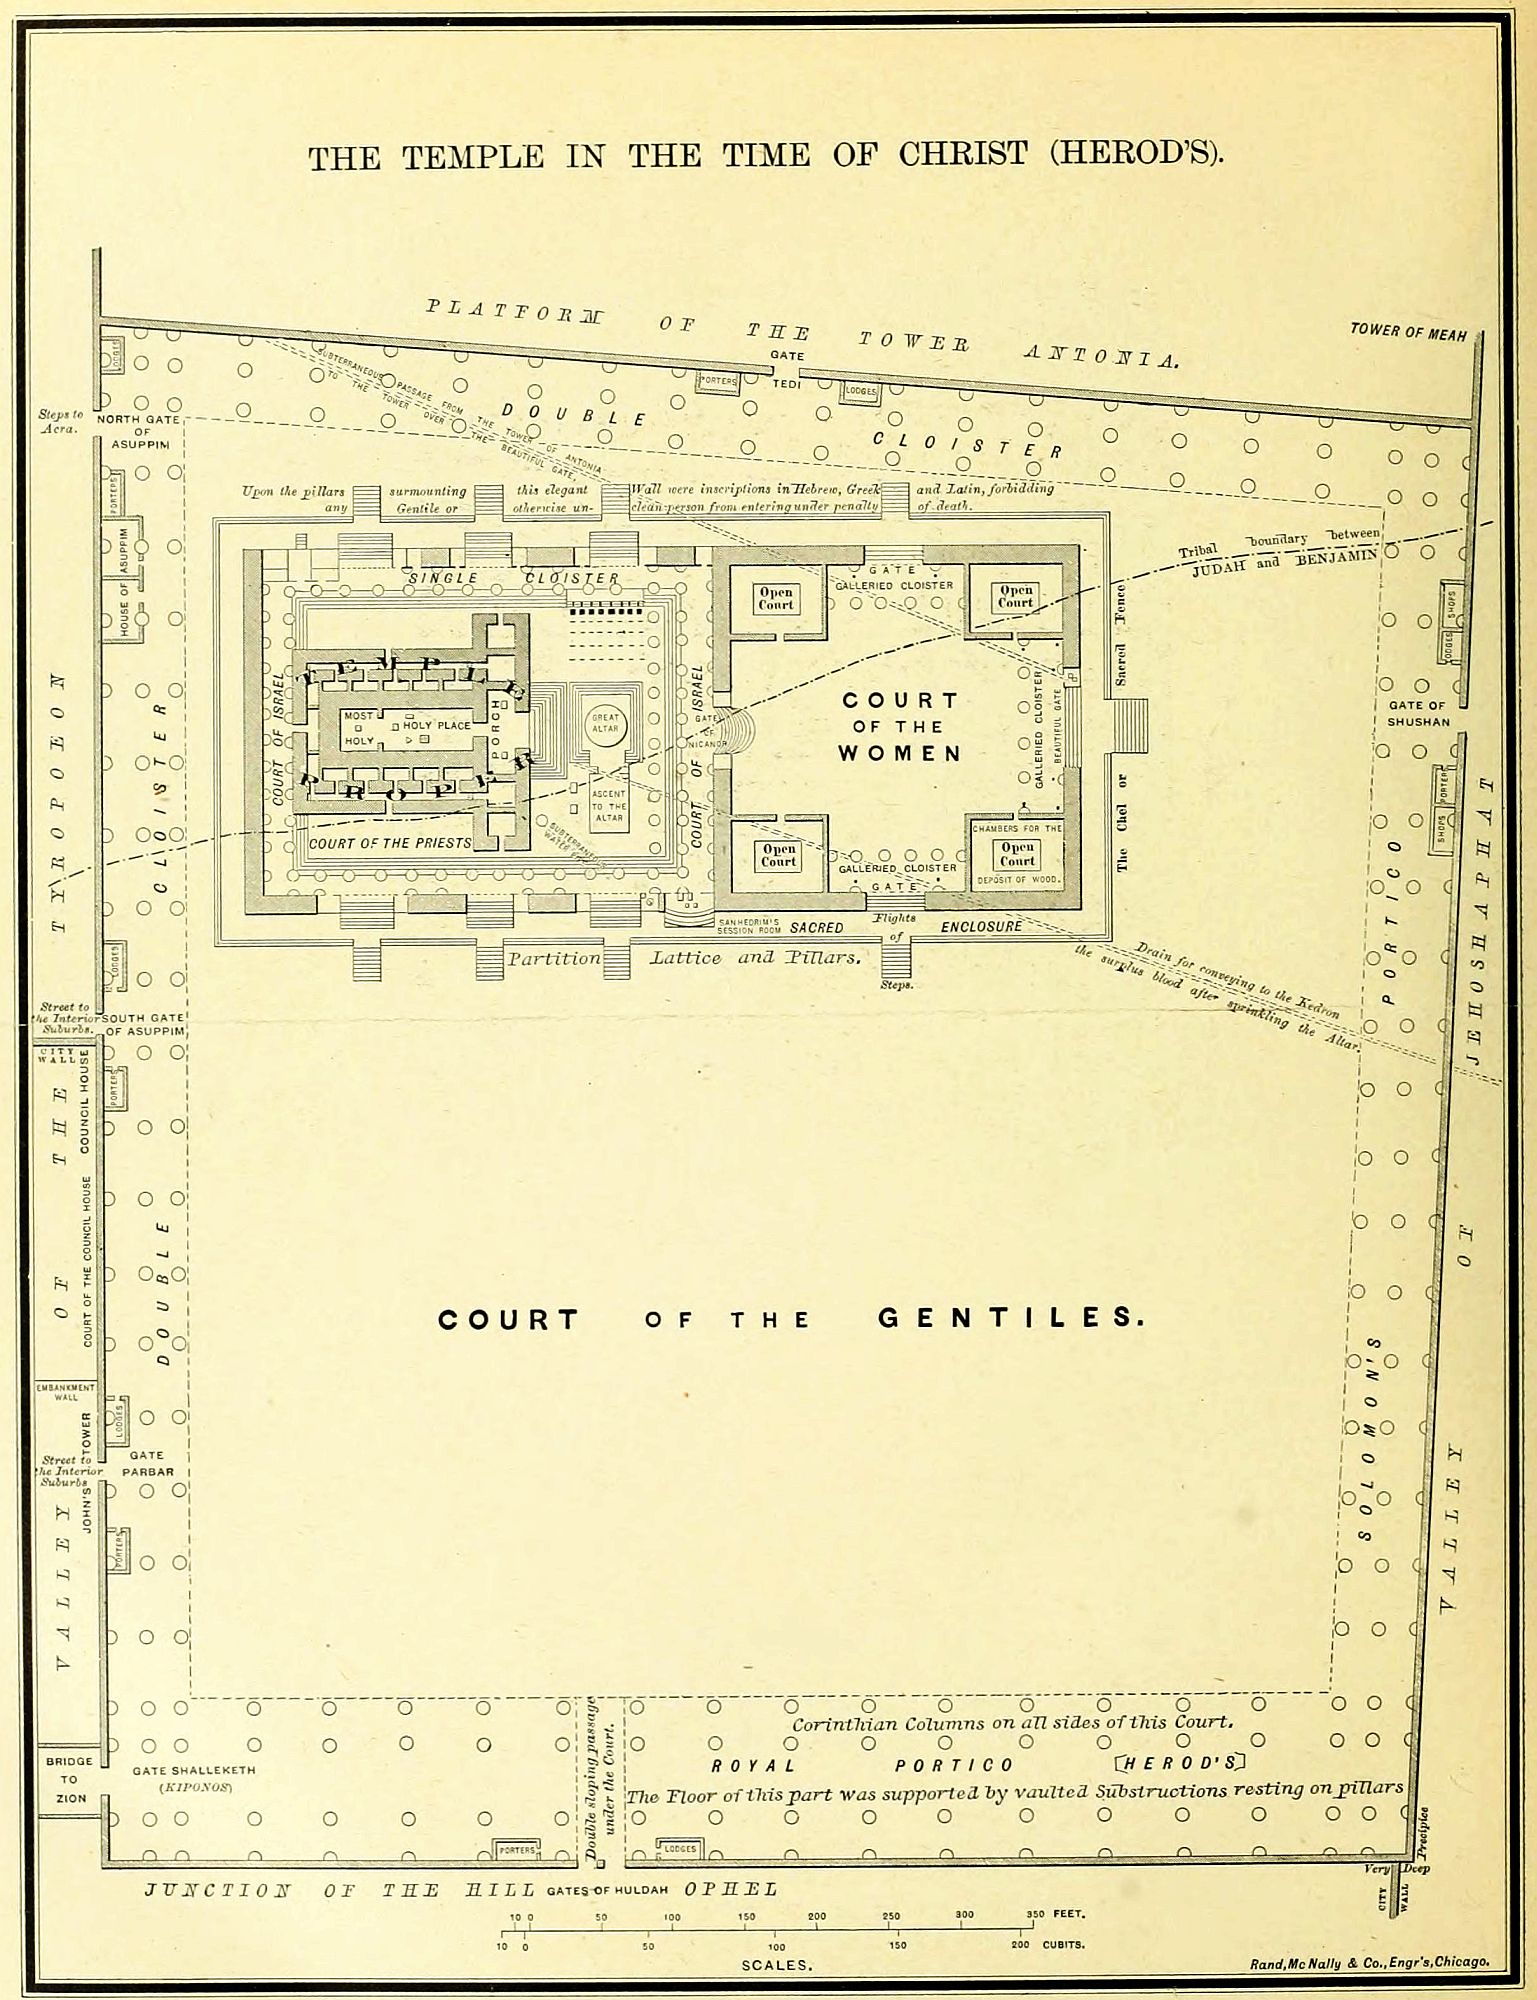 THE TEMPLE IN THE TIME OF CHRIST (HEROD'S).
PLATFORM OF THE TOWER ANTONIA.
TOWER OF MEAH
GATE
TEDI
LODGES
PORTERS
LODGES
SUBTERRANEOUS PASSAGE FROM THE TOWER OF ANTONIA
TO THE TOWER OVER THE BEAUTIFUL GATE,
DOUBLE CLOISTER
Steps to
Acra.
NORTH GATE
OF
ASUPPIM
PORTERS
HOUSE OF ASUPPIM
Upon the pillars surmounting this elegant Wall were inscriptions in Hebrew, Greek and Latin, forbidding
any Gentile or otherwise un- clean person from entering under penalty of death.
Tribal boundary between
JUDAH and BENJAMIN
SINGLE CLOISTER
GATE
GALLERIED CLOISTER
Open
Court
Open
Court
SHOPS
LODGES
Sacred Fence
The Chel or
TEMPLE
PROPER
COURT OF ISRAEL
MOST
HOLY
HOLY PLACE
PORCH
GREAT
ALTAR
ASCENT
TO THE
ALTAR
COURT OF ISRAEL
GATE
OF
NICANOR
COURT
OF THE
WOMEN
GALLERIED CLOISTER
BEAUTIFUL GATE
GATE OF
SHUSHAN
PORTERS
SHOPS
COURT OF THE PRIESTS
SUBTERRANEOUS
Open
Court
CHAMBERS FOR THE
Open
Court
DEPOSIT OF WOOD.
GALLERIED CLOISTER
GATE
SANHEDRIM'S
SESSION ROOM
SACRED ENCLOSURE
Flights
of
Steps.
Partition Lattice and Pillars.
Drain for conveying to the Kedron
the surplus blood after sprinkling the Altar.
LODGES
Street to
the Interior
Suburbs.
SOUTH GATE
OF ASUPPIM
CITY
WALL
PORTERS
COUNCIL HOUSE
COURT OF THE COUNCIL HOUSE
DOUBLE CLOISTER
VALLEY OF THE TYROPOEON
SOLOMON'S PORTICO
VALLEY OF JEHOSHAPHAT
COURT OF THE GENTILES.
EMBANKMENT
WALL
LODGES
JOHN'S TOWER
Street to
the Interior
Suburbs
GATE
PARBAR
PORTERS
BRIDGE
TO
ZION
GATE SHALLEKETH
(KIPONOS)
Double sloping passage
under the Court.
Corinthian Columns on all sides of this Court.
ROYAL PORTICO [HEROD'S]
The Floor of this part was supported by vaulted Substructions resting on pillars
PORTERS
LODGES
Very Deep
Precipice
CITY WALL
JUNCTION OF THE HILL OPHEL
GATES OF HULDAH
10 0 50 100 150 200 250 300 350 FEET.
10 0 50 100 150 200 CUBITS.
SCALES.
Rand, McNally & Co., Engr's, Chicago.